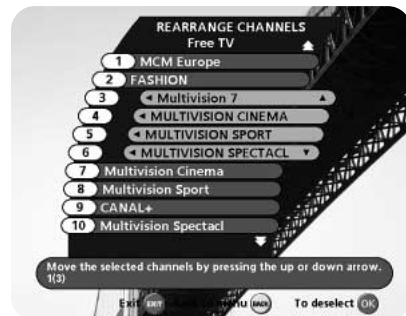 REARRANGE CHANNELS
Free TV
1 MCM Europe
2 FASHION
3 Multivision 7
4 MULTIVISION CINEMA
5 MULTIVISION SPORT
6 MULTIVISION SPECTACL
7 Multivision Cinema
8 Multivision Sport
9 CANAL+
10 Multivision Spectacl
Move the selected channels by pressing the up or down arrow.
1(3)
Exit EXIT Back to menu BACK To deselect OK